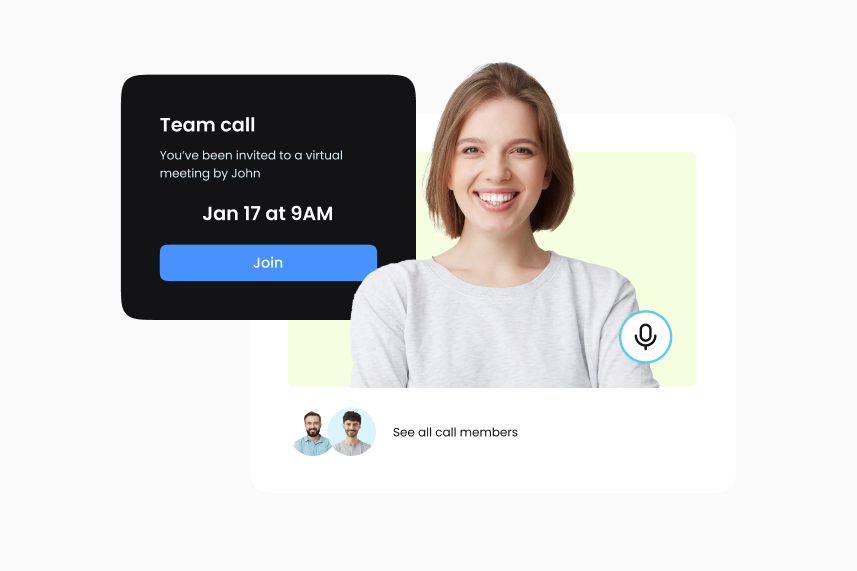 Team call
You’ve been invited to a virtual
meeting by John
Jan 17 at 9AM
Join
See all call members